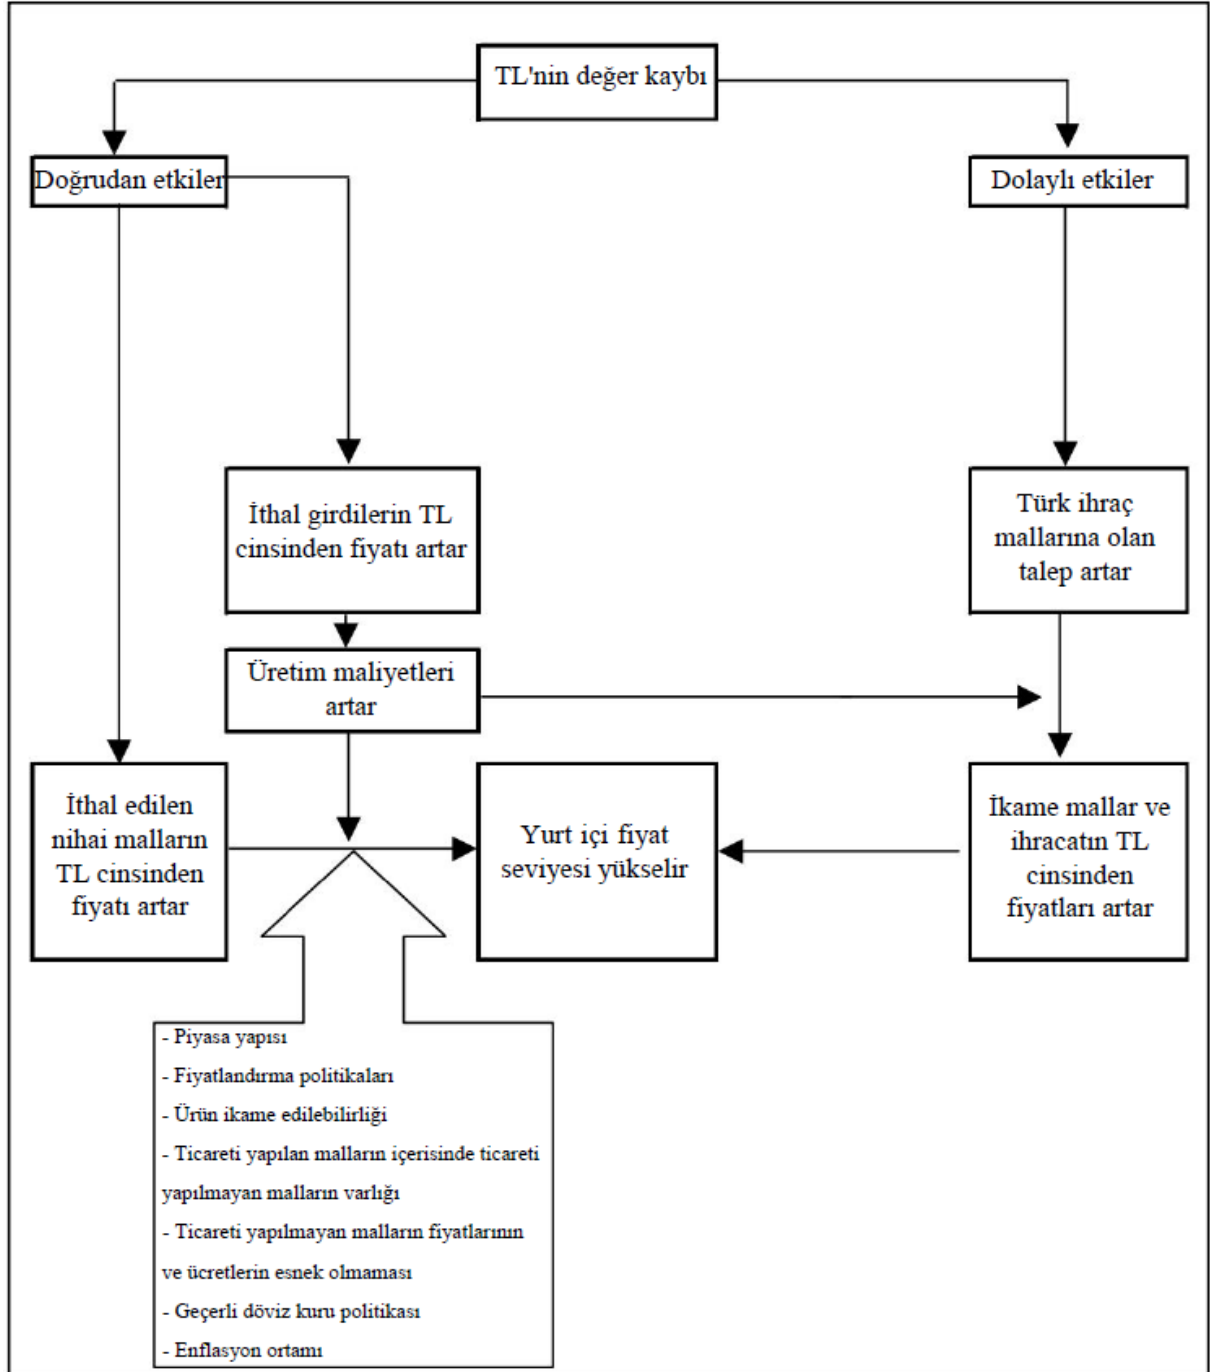 TL'nin değer kaybı
Doğrudan etkiler
Dolaylı etkiler
İthal girdilerin TL
cinsinden fiyatı artar
Türk ihraç
mallarına olan
talep artar
Üretim maliyetleri
artar
İthal edilen
nihai malların
TL cinsinden
fiyatı artar
Yurt içi fiyat
seviyesi yükselir
İkame mallar ve
ihracatın TL
cinsinden
fiyatları artar
- Piyasa yapısı
- Fiyatlandırma politikaları
- Ürün ikame edilebilirliği
- Ticareti yapılan malların içerisinde ticareti
yapılmayan malların varlığı
- Ticareti yapılmayan malların fiyatlarının
ve ücretlerin esnek olmaması
- Geçerli döviz kuru politikası
- Enflasyon ortamı